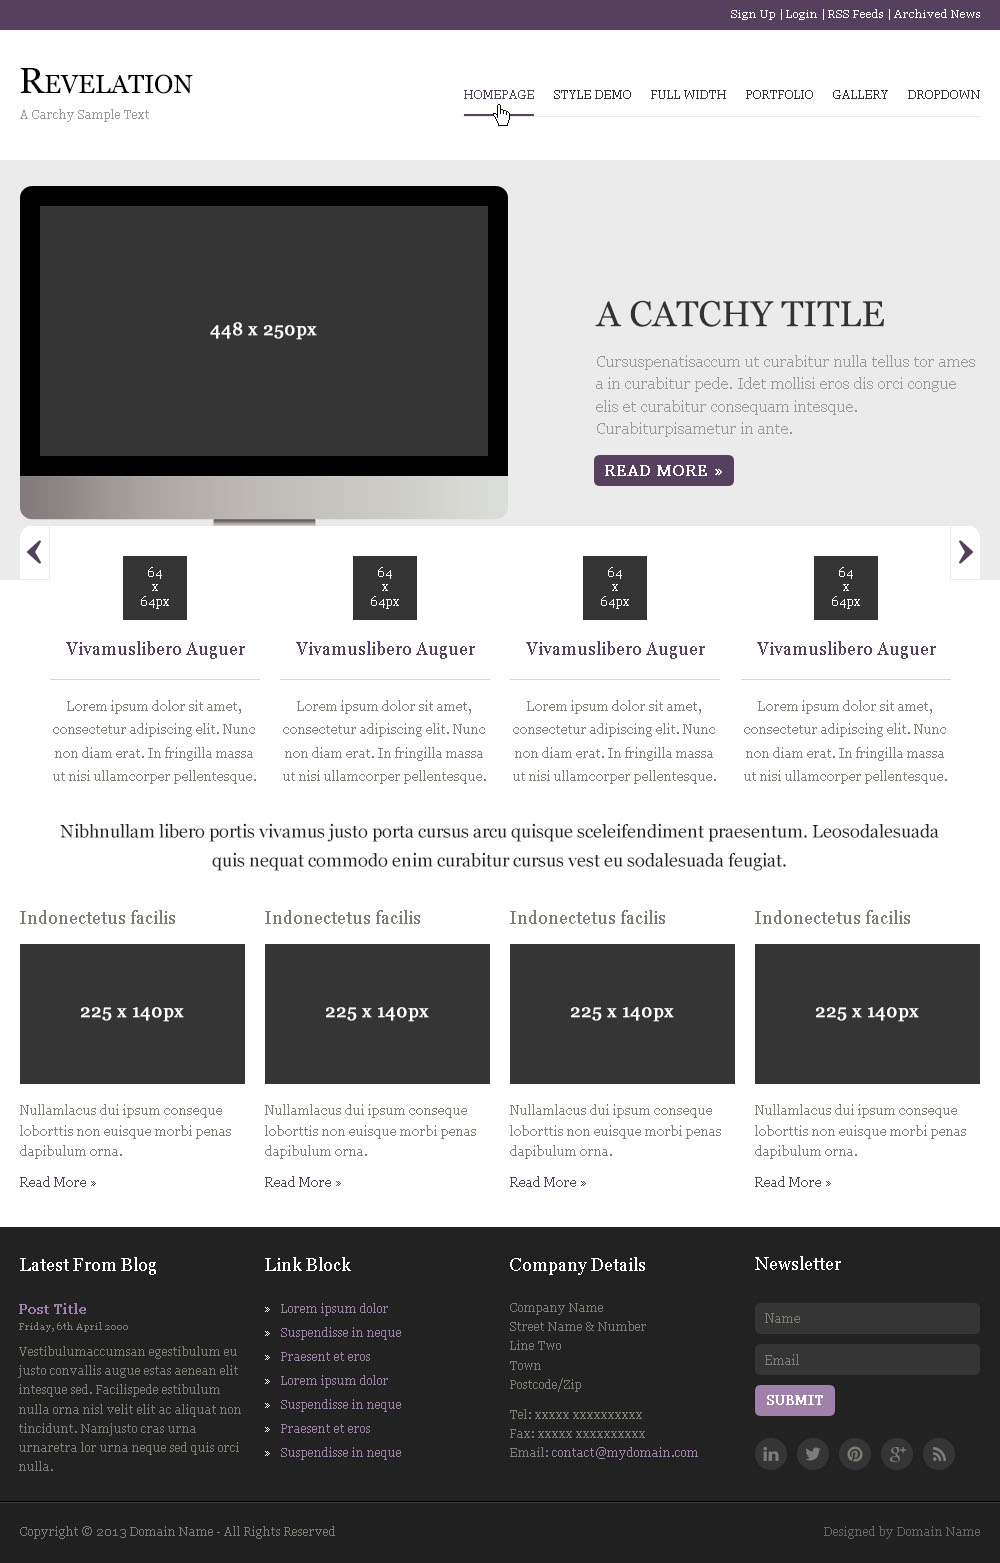 Sign Up | Login | RSS Feeds | Archived News
REVELATION
A Carchy Sample Text
HOMEPAGE STYLE DEMO FULL WIDTH PORTFOLIO GALLERY DROPDOWN
448 x 250px
A CATCHY TITLE
Cursuspenatisaccum ut curabitur nulla tellus tor ames
a in curabitur pede. Idet mollisi eros dis orci congue
elis et curabitur consequam intesque.
Curabiturpisametur in ante.
READ MORE »
64
x
64px
Vivamuslibero Auguer
Lorem ipsum dolor sit amet,
consectetur adipiscing elit. Nunc
non diam erat. In fringilla massa
ut nisi ullamcorper pellentesque.
64
x
64px
Vivamuslibero Auguer
Lorem ipsum dolor sit amet,
consectetur adipiscing elit. Nunc
non diam erat. In fringilla massa
ut nisi ullamcorper pellentesque.
64
x
64px
Vivamuslibero Auguer
Lorem ipsum dolor sit amet,
consectetur adipiscing elit. Nunc
non diam erat. In fringilla massa
ut nisi ullamcorper pellentesque.
64
x
64px
Vivamuslibero Auguer
Lorem ipsum dolor sit amet,
consectetur adipiscing elit. Nunc
non diam erat. In fringilla massa
ut nisi ullamcorper pellentesque.
Nibhnullam libero portis vivamus justo porta cursus arcu quisque sceleifendiment praesentum. Leosodalesuada
quis nequat commodo enim curabitur cursus vest eu sodalesuada feugiat.
Indonectetus facilis
225 x 140px
Nullamlacus dui ipsum conseque
loborttis non euisque morbi penas
dapibulum orna.
Read More »
Indonectetus facilis
225 x 140px
Nullamlacus dui ipsum conseque
loborttis non euisque morbi penas
dapibulum orna.
Read More »
Indonectetus facilis
225 x 140px
Nullamlacus dui ipsum conseque
loborttis non euisque morbi penas
dapibulum orna.
Read More »
Indonectetus facilis
225 x 140px
Nullamlacus dui ipsum conseque
loborttis non euisque morbi penas
dapibulum orna.
Read More »
Latest From Blog
Post Title
Friday, 6th April 2000
Vestibulumaccumsan egestibulum eu
justo convallis augue estas aenean elit
intesque sed. Facilispede estibulum
nulla orna nisl velit elit ac aliquat non
tincidunt. Namjusto cras urna
urnaretra lor urna neque sed quis orci
nulla.
Link Block
» Lorem ipsum dolor
» Suspendisse in neque
» Praesent et eros
» Lorem ipsum dolor
» Suspendisse in neque
» Praesent et eros
» Suspendisse in neque
Company Details
Company Name
Street Name & Number
Line Two
Town
Postcode/Zip
Tel: xxxxx xxxxxxxxxx
Fax: xxxxx xxxxxxxxxx
Email: contact@mydomain.com
Newsletter
Name
Email
SUBMIT
in g+
Copyright © 2013 Domain Name - All Rights Reserved
Designed by Domain Name